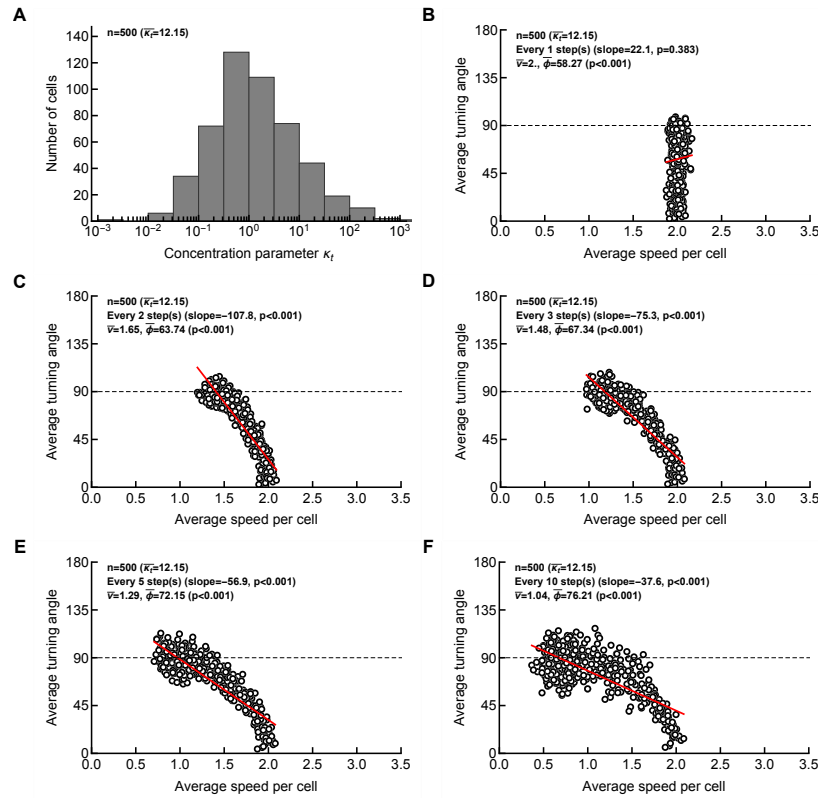 A
n=500 (κt=12.15)
140
120
100
80
60
40
20
0
10−3 10−2 10−1 100 101 102 103
Number of cells
Concentration parameter κt
B
n=500 (κt=12.15)
Every 1 step(s) (slope=22.1, p=0.383)
v=2., ϕ=58.27 (p<0.001)
180
135
90
45
0
0.0 0.5 1.0 1.5 2.0 2.5 3.0 3.5
Average turning angle
Average speed per cell
C
n=500 (κt=12.15)
Every 2 step(s) (slope=−107.8, p<0.001)
v=1.65, ϕ=63.74 (p<0.001)
180
135
90
45
0
0.0 0.5 1.0 1.5 2.0 2.5 3.0 3.5
Average turning angle
Average speed per cell
D
n=500 (κt=12.15)
Every 3 step(s) (slope=−75.3, p<0.001)
v=1.48, ϕ=67.34 (p<0.001)
180
135
90
45
0
0.0 0.5 1.0 1.5 2.0 2.5 3.0 3.5
Average turning angle
Average speed per cell
E
n=500 (κt=12.15)
Every 5 step(s) (slope=−56.9, p<0.001)
v=1.29, ϕ=72.15 (p<0.001)
180
135
90
45
0
0.0 0.5 1.0 1.5 2.0 2.5 3.0 3.5
Average turning angle
Average speed per cell
F
n=500 (κt=12.15)
Every 10 step(s) (slope=−37.6, p<0.001)
v=1.04, ϕ=76.21 (p<0.001)
180
135
90
45
0
0.0 0.5 1.0 1.5 2.0 2.5 3.0 3.5
Average turning angle
Average speed per cell